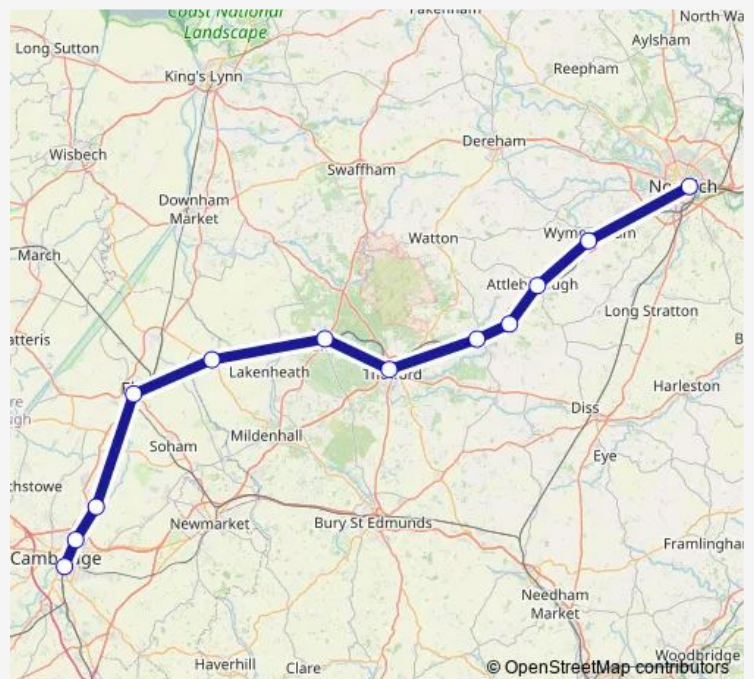 Coast National
Landscape
Fakenham
North Wa
Long Sutton
Aylsham
King's Lynn
Reepham
Dereham
Wisbech
Swaffham
Downham
Market
Watton
March
Long Stratton
Lakenheath
Harleston
Diss
Mildenhall
Soham
Eye
Newmarket
Bury St Edmunds
Framlingha
Needham
Market
Woodbridge
Haverhill
Clare
© OpenStreetMap contributors